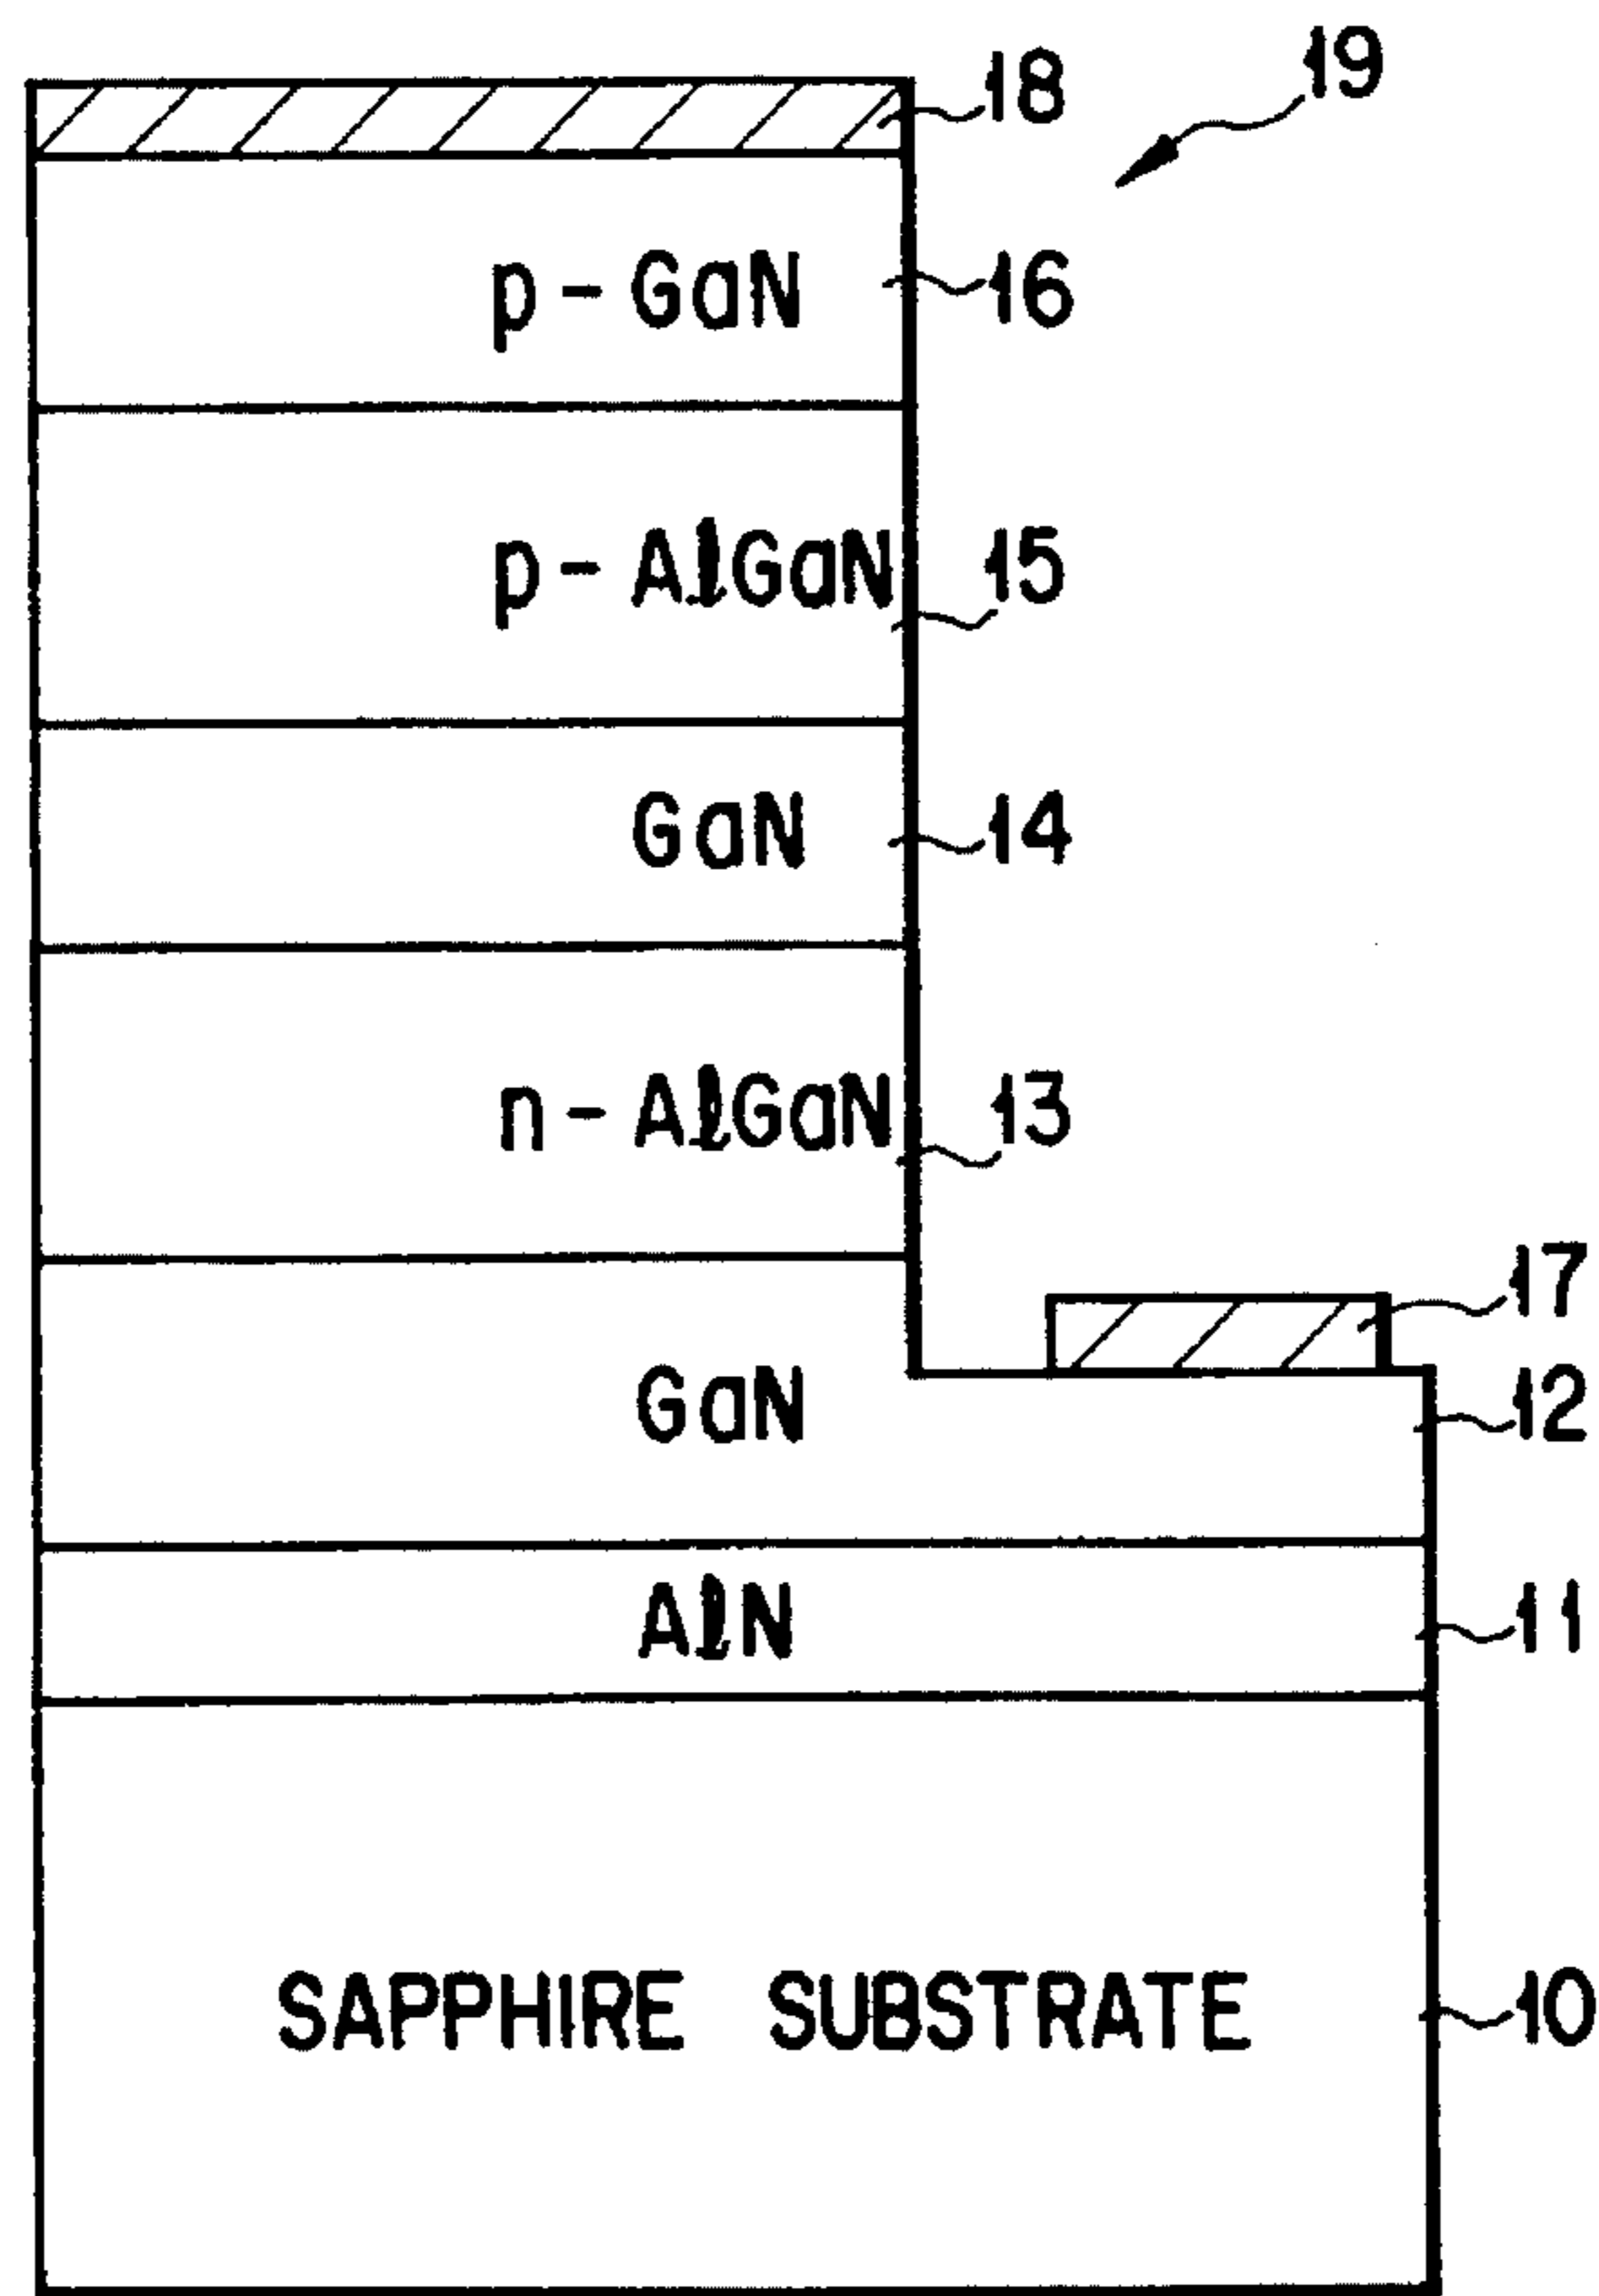 19
18
p-GaN 16
p-AlGaN 15
GaN 14
n-AlGaN 13
17
GaN 12
AlN 11
SAPPHIRE SUBSTRATE 10